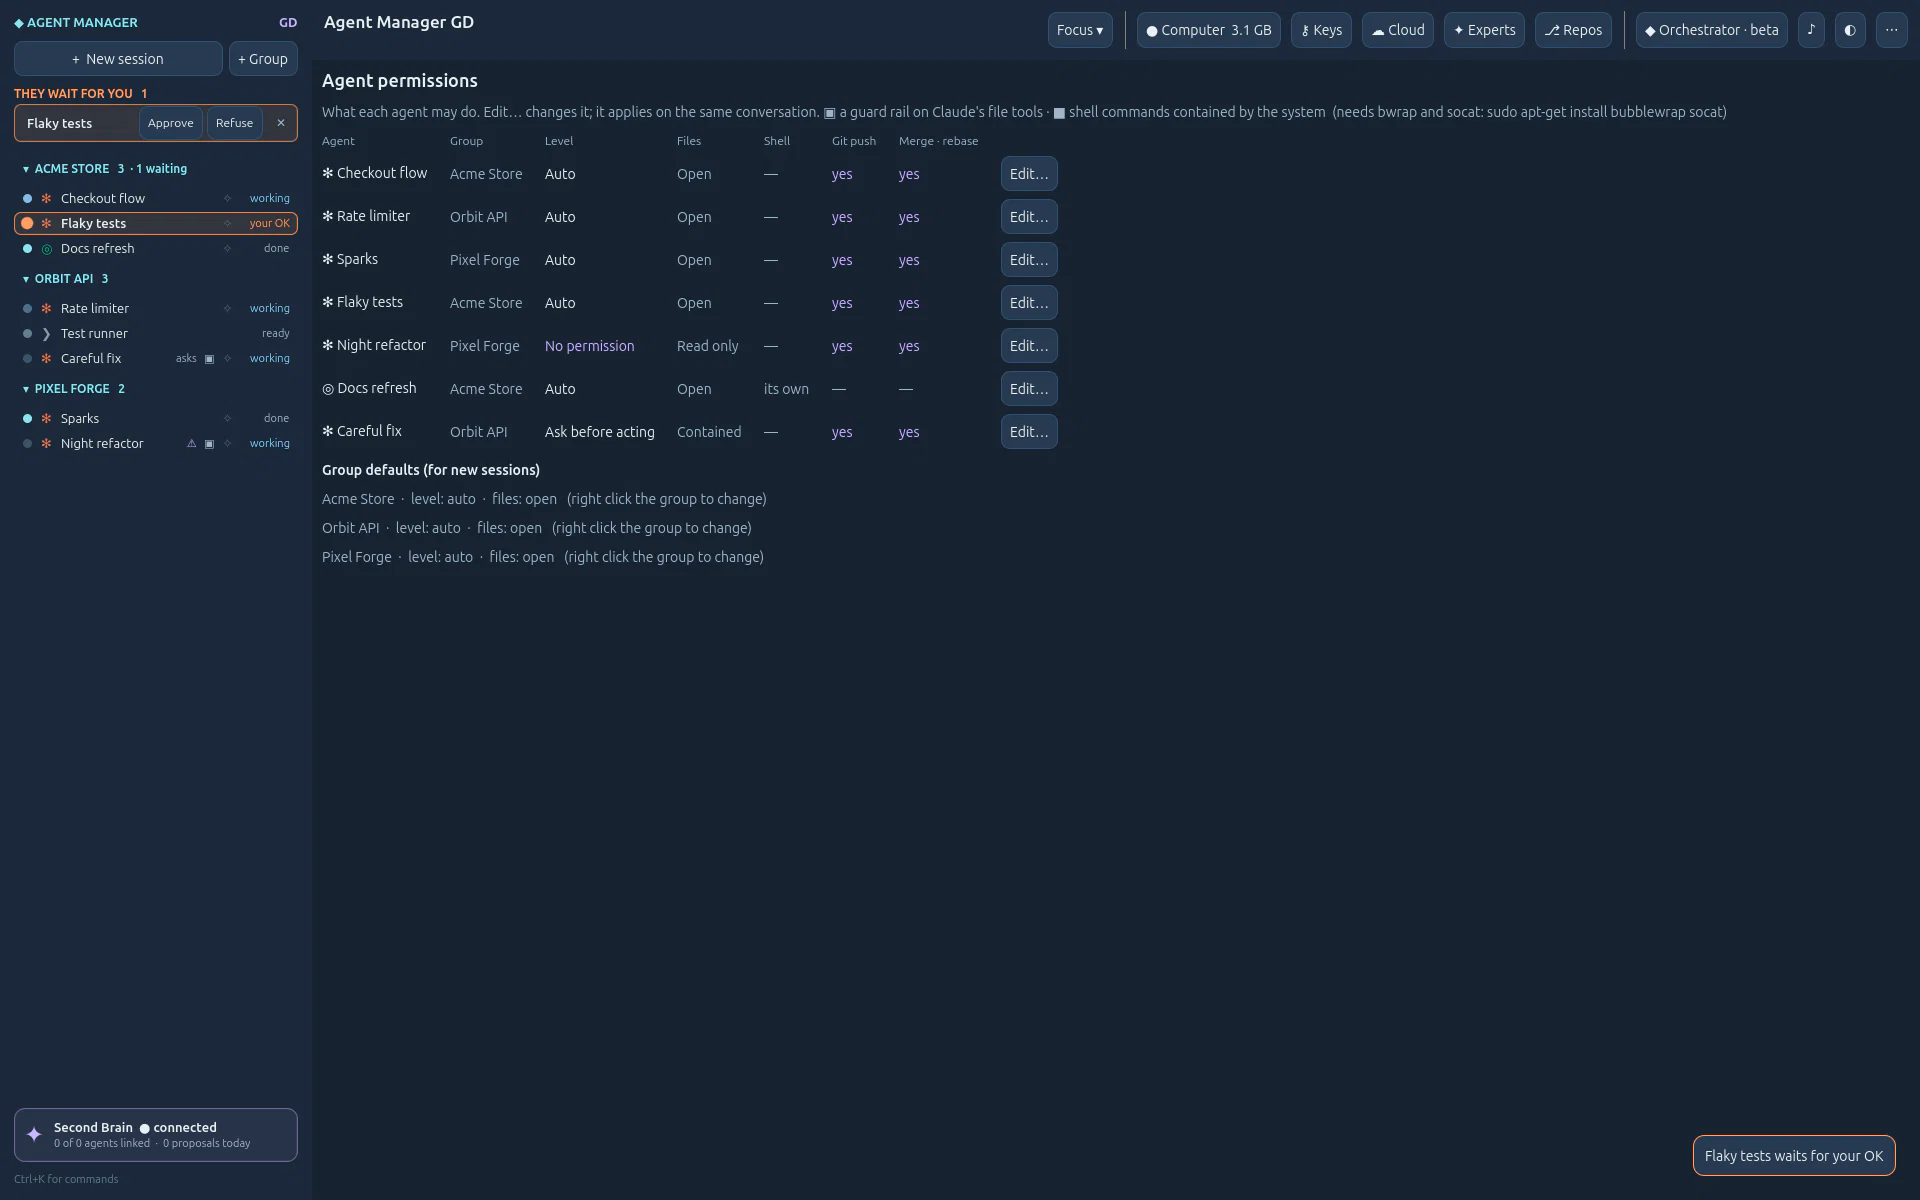 ◆ AGENT MANAGER GD
+ New session + Group
THEY WAIT FOR YOU 1
Flaky tests Approve Refuse ✕
▾ ACME STORE 3 · 1 waiting
Checkout flow working
Flaky tests your OK
Docs refresh done
▾ ORBIT API 3
Rate limiter working
Test runner ready
Careful fix asks ▣ working
▾ PIXEL FORGE 2
Sparks done
Night refactor ⚠ ▣ working
Second Brain ● connected
0 of 0 agents linked · 0 proposals today
Ctrl+K for commands
Agent Manager GD
Focus ▾ ● Computer 3.1 GB Keys ☁ Cloud ✦ Experts Repos ◆ Orchestrator · beta ♪ ◐ ···
Agent permissions
What each agent may do. Edit… changes it; it applies on the same conversation. ▣ a guard rail on Claude's file tools · ■ shell commands contained by the system (needs bwrap and socat: sudo apt-get install bubblewrap socat)
Agent Group Level Files Shell Git push Merge · rebase
✻ Checkout flow Acme Store Auto Open — yes yes Edit…
✻ Rate limiter Orbit API Auto Open — yes yes Edit…
✻ Sparks Pixel Forge Auto Open — yes yes Edit…
✻ Flaky tests Acme Store Auto Open — yes yes Edit…
✻ Night refactor Pixel Forge No permission Read only — yes yes Edit…
◎ Docs refresh Acme Store Auto Open its own — — Edit…
✻ Careful fix Orbit API Ask before acting Contained — yes yes Edit…
Group defaults (for new sessions)
Acme Store · level: auto · files: open (right click the group to change)
Orbit API · level: auto · files: open (right click the group to change)
Pixel Forge · level: auto · files: open (right click the group to change)
Flaky tests waits for your OK